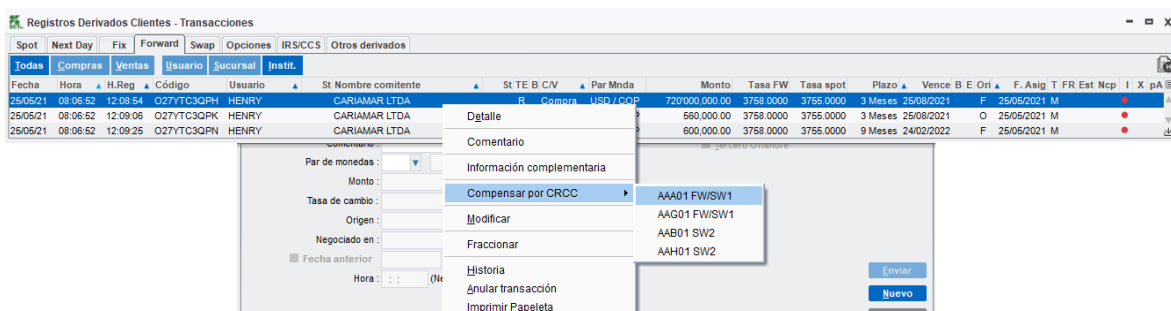 Registros Derivados Clientes - Transacciones
Spot Next Day Fix Forward Swap Opciones IRS/CCS Otros derivados
Todas Compras Ventas Usuario Sucursal Instit.
Fecha Hora H.Reg Código Usuario St Nombre comitente St TE B C/V Par Mnda Monto Tasa FW Tasa spot Plazo Vence B E Ori F. Asig T FR Est Ncp I X pA
25/05/21 08:06:52 12:08:54 O27YTC3QPH HENRY CARIAMAR LTDA R Compra USD / COP 720'000,000.00 3758.0000 3755.0000 3 Meses 25/08/2021 F 25/05/2021 M
25/05/21 08:06:52 12:09:06 O27YTC3QPK HENRY CARIAMAR LTDA 560,000.00 3758.0000 3755.0000 3 Meses 25/08/2021 O 25/05/2021 M
25/05/21 08:06:52 12:09:25 O27YTC3QPN HENRY CARIAMAR LTDA 600,000.00 3758.0000 3755.0000 9 Meses 24/02/2022 F 25/05/2021 M
Detalle
Comentario
Información complementaria
Compensar por CRCC
Modificar
Fraccionar
Historia
Anular transacción
Imprimir Papeleta
AAA01 FW/SW1
AAG01 FW/SW1
AAB01 SW2
AAH01 SW2
Comentario :
Tercero Offshore
Par de monedas :
Monto :
Tasa de cambio :
Origen :
Negociado en :
Fecha anterior
Hora : : : (Ne
Enviar
Nuevo